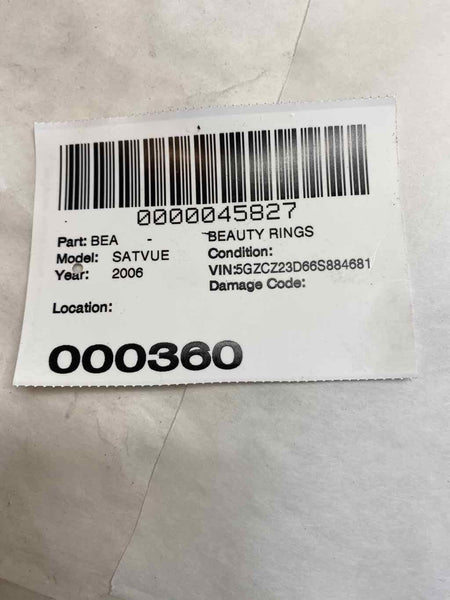 0000045827
Part: BEA - BEAUTY RINGS
Model: SATVUE Condition:
Year: 2006 VIN:5GZCZ23D66S884681
Damage Code:
Location:
000360